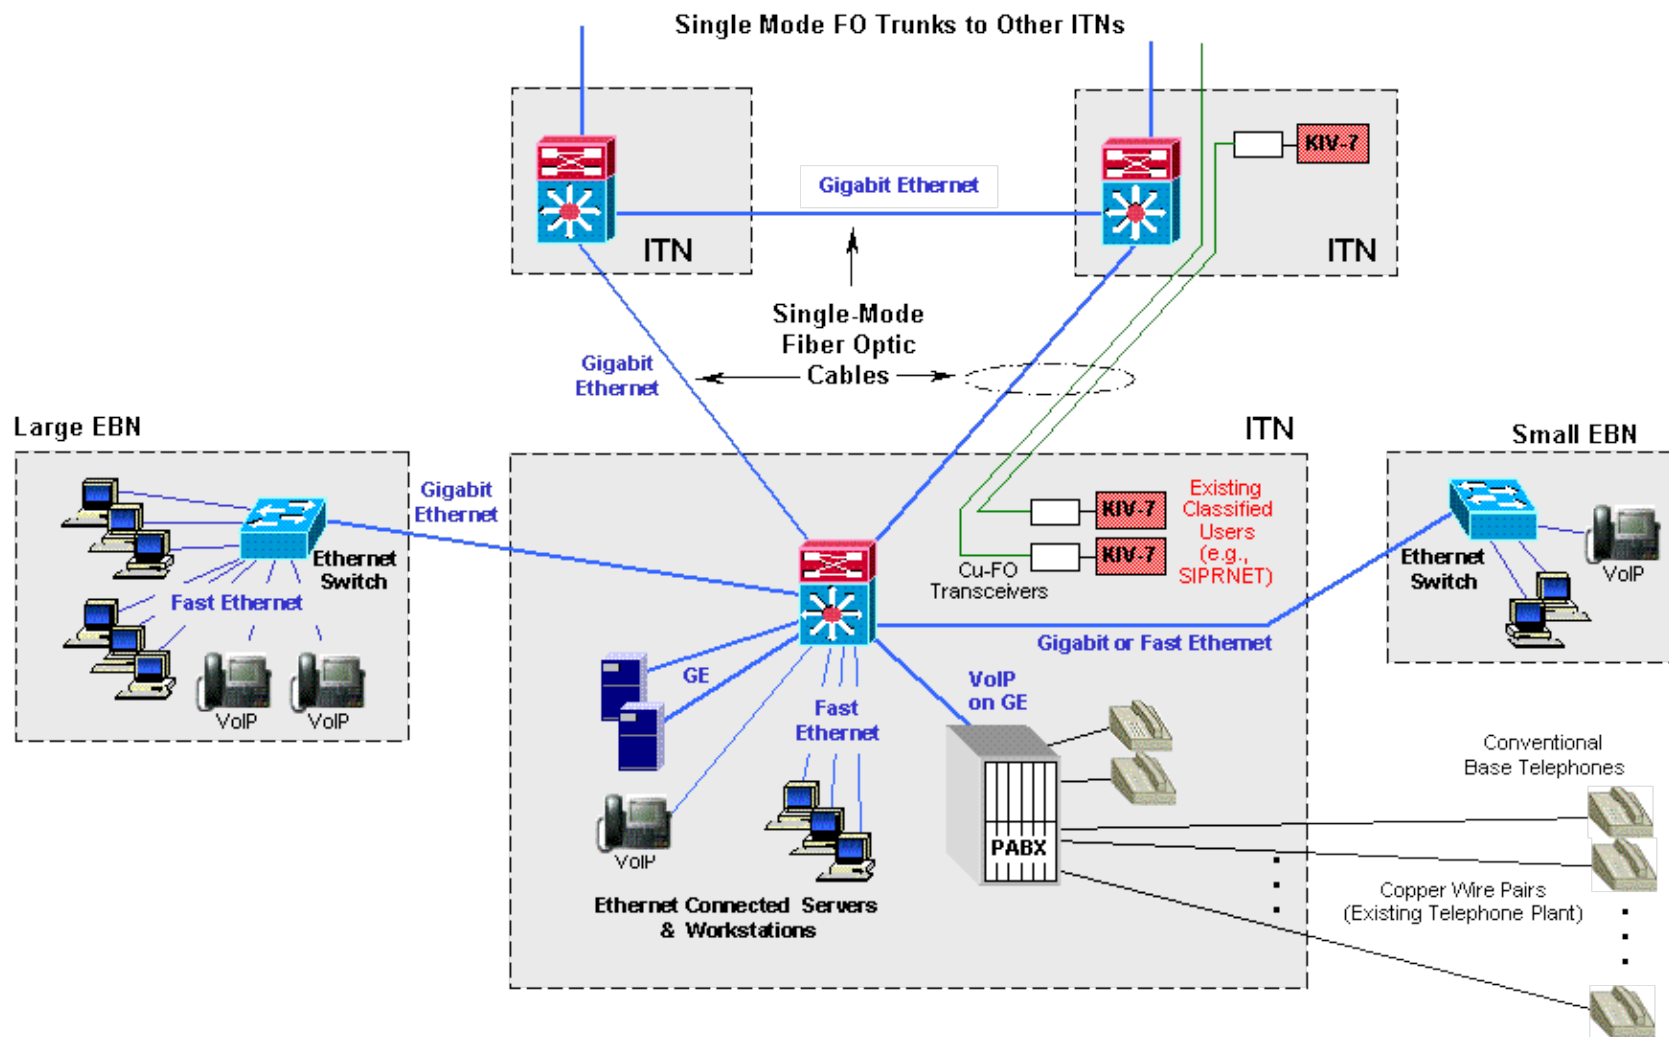 Single Mode FO Trunks to Other ITNs
KIV-7
Gigabit Ethernet
ITN
ITN
Single-Mode
Fiber Optic
Cables
Gigabit
Ethernet
Large EBN
ITN
Small EBN
Gigabit
Ethernet
Ethernet
Switch
Fast Ethernet
VoIP
VoIP
KIV-7
KIV-7
Existing
Classified
Users
(e.g.,
SIPRNET)
Cu-FO
Transceivers
Ethernet
Switch
VoIP
Gigabit or Fast Ethernet
GE
VoIP
on GE
Fast
Ethernet
VoIP
PABX
Ethernet Connected Servers
& Workstations
Conventional
Base Telephones
Copper Wire Pairs
(Existing Telephone Plant)